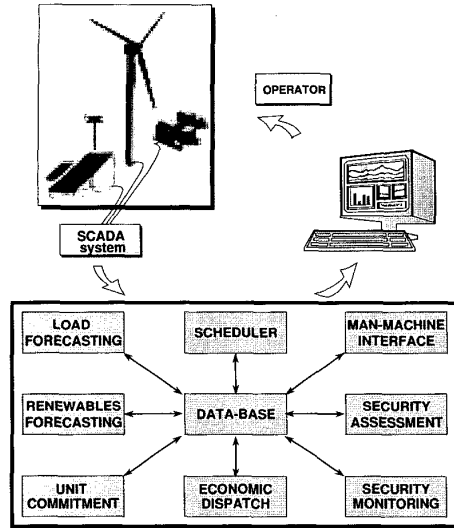 OPERATOR
SCADA
system
LOAD
FORECASTING
SCHEDULER
MAN-MACHINE
INTERFACE
RENEWABLES
FORECASTING
DATA-BASE
SECURITY
ASSESSMENT
UNIT
COMMITMENT
ECONOMIC
DISPATCH
SECURITY
MONITORING